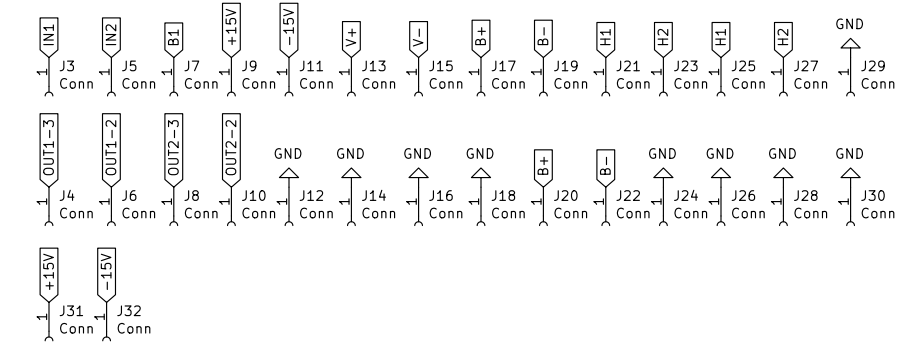 IN1 IN2 B1 +15V -15V V+ V- B+ B- H1 H2 H1 H2 GND
J3 J5 J7 J9 J11 J13 J15 J17 J19 J21 J23 J25 J27 J29
1 1 1 1 1 1 1 1 1 1 1 1 1 1
Conn Conn Conn Conn Conn Conn Conn Conn Conn Conn Conn Conn Conn Conn
OUT1-3 OUT1-2 OUT2-3 OUT2-2 GND GND GND GND B+ B- GND GND GND GND
J4 J6 J8 J10 J12 J14 J16 J18 J20 J22 J24 J26 J28 J30
1 1 1 1 1 1 1 1 1 1 1 1 1 1
Conn Conn Conn Conn Conn Conn Conn Conn Conn Conn Conn Conn Conn Conn
+15V -15V
J31 J32
1 1
Conn Conn